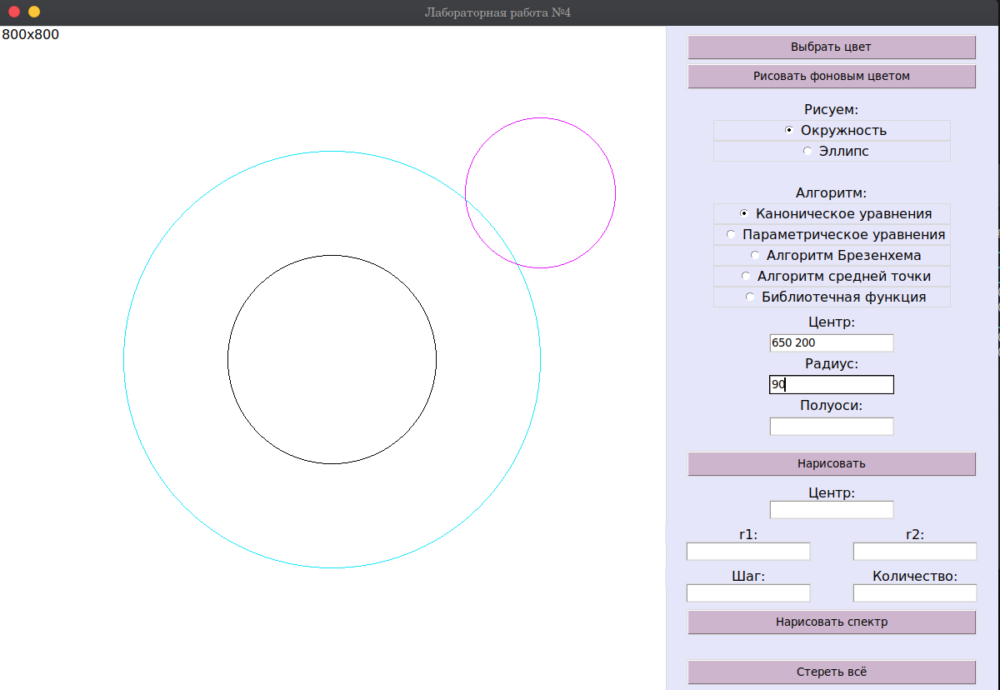 Лабораторная работа №4
800x800
Выбрать цвет
Рисовать фоновым цветом
Рисуем:
Окружность
Эллипс
Алгоритм:
Каноническое уравнения
Параметрическое уравнения
Алгоритм Брезенхема
Алгоритм средней точки
Библиотечная функция
Центр:
650 200
Радиус:
90
Полуоси:
Нарисовать
Центр:
r1: r2:
Шаг: Количество:
Нарисовать спектр
Стереть всё